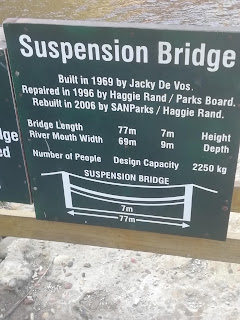 Suspension Bridge
Built in 1969 by Jacky De Vos.
Repaired in 1996 by Haggie Rand / Parks Board.
Rebuilt in 2006 by SANParks / Haggie Rand.
Bridge Length 77m 7m Height
River Mouth Width 69m 9m Depth
Number of People Design Capacity 2250 kg
SUSPENSION BRIDGE
7m
77m